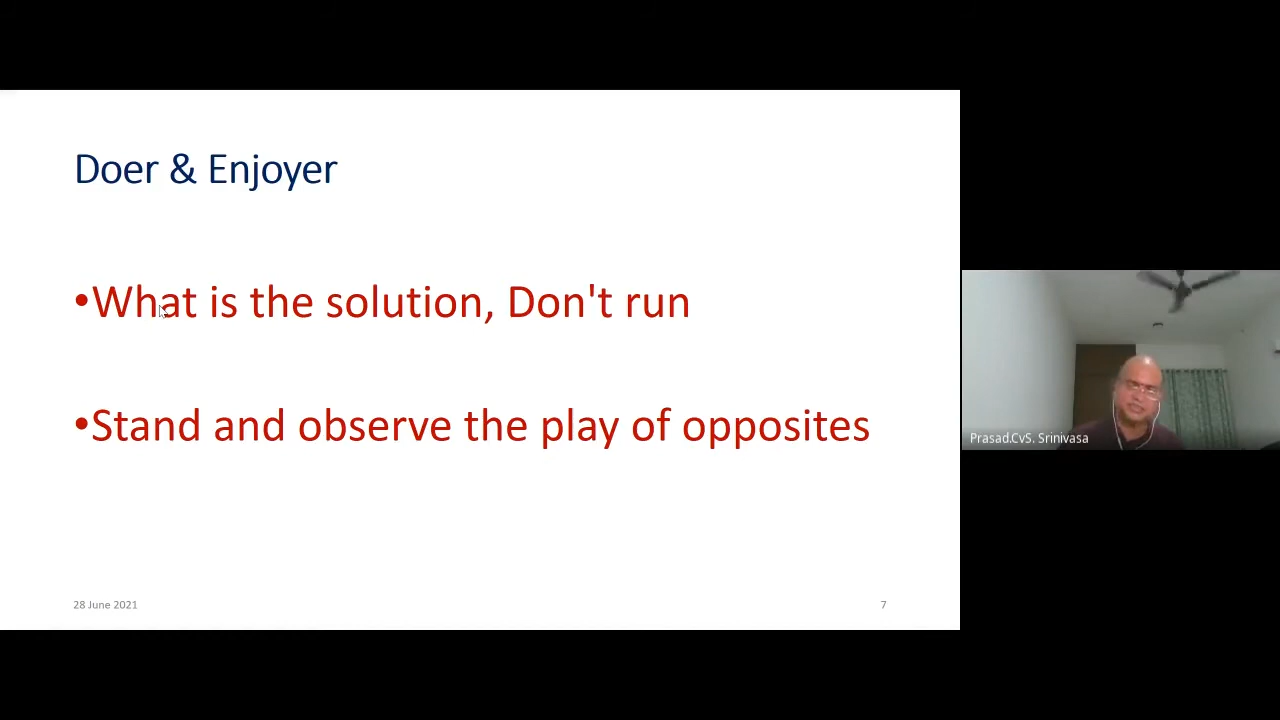 Doer & Enjoyer
•What is the solution, Don't run
•Stand and observe the play of opposites
28 June 2021
7
Prasad.CvS. Srinivasa